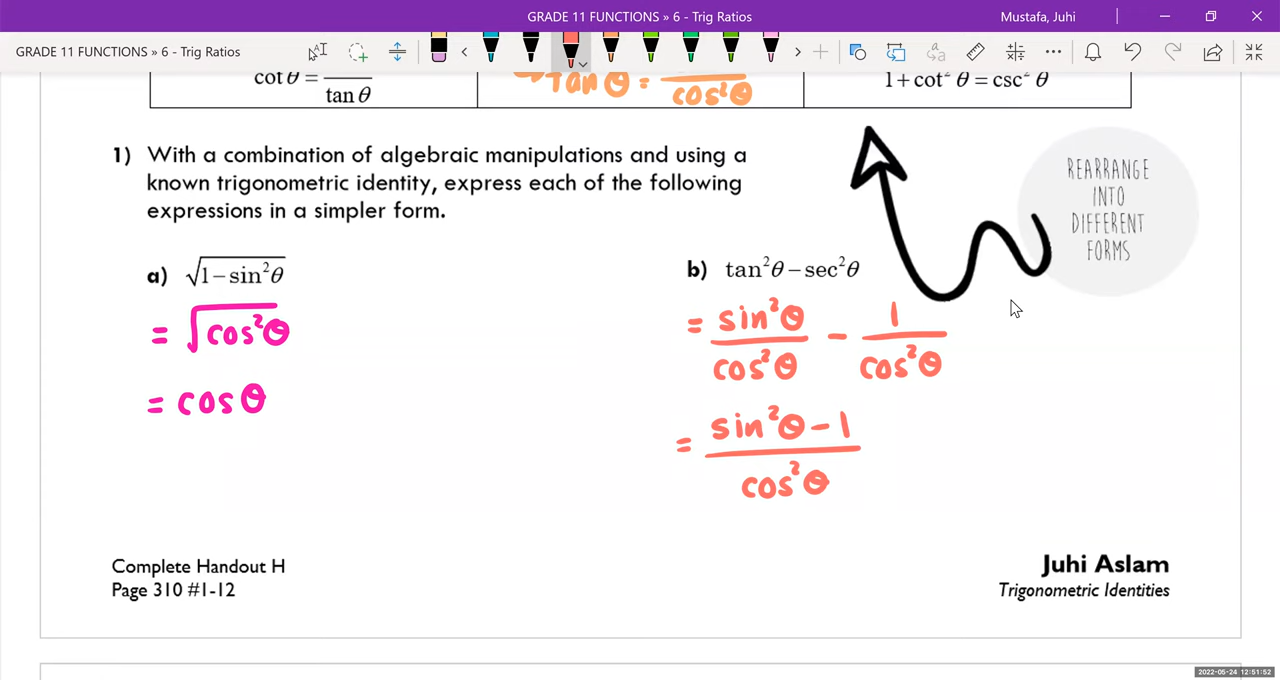 GRADE 11 FUNCTIONS » 6 - Trig Ratios
Mustafa, Juhi
GRADE 11 FUNCTIONS » 6 - Trig Ratios
cot θ = ― / tan θ
→ Tan θ = ― / cos²θ
1 + cot² θ = csc² θ
1) With a combination of algebraic manipulations and using a
known trigonometric identity, express each of the following
expressions in a simpler form.
REARRANGE
INTO
DIFFERENT
FORMS
a) √(1 − sin²θ)
= √(cos²θ)
= cos θ
b) tan²θ − sec²θ
= sin²θ / cos²θ − 1 / cos²θ
= (sin²θ − 1) / cos²θ
Complete Handout H
Page 310 #1-12
Juhi Aslam
Trigonometric Identities
2022-05-24 12:51:52